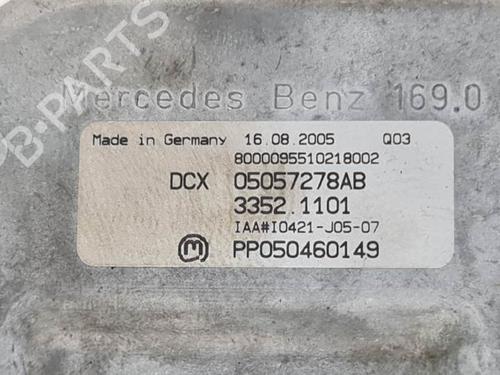 B-PARTS
Mercedes Benz 169.0
Made in Germany 16.08.2005 Q03
8000095510218002
DCX 05057278AB
3352.1101
IAA#I0421-J05-07
M PP050460149